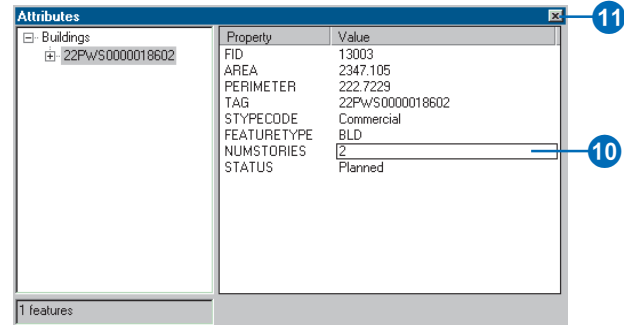 Attributes
11
Buildings
22PWS0000018602
Property Value
FID 13003
AREA 2347.105
PERIMETER 222.7229
TAG 22PWS0000018602
STYPECODE Commercial
FEATURETYPE BLD
NUMSTORIES 2
10
STATUS Planned
1 features